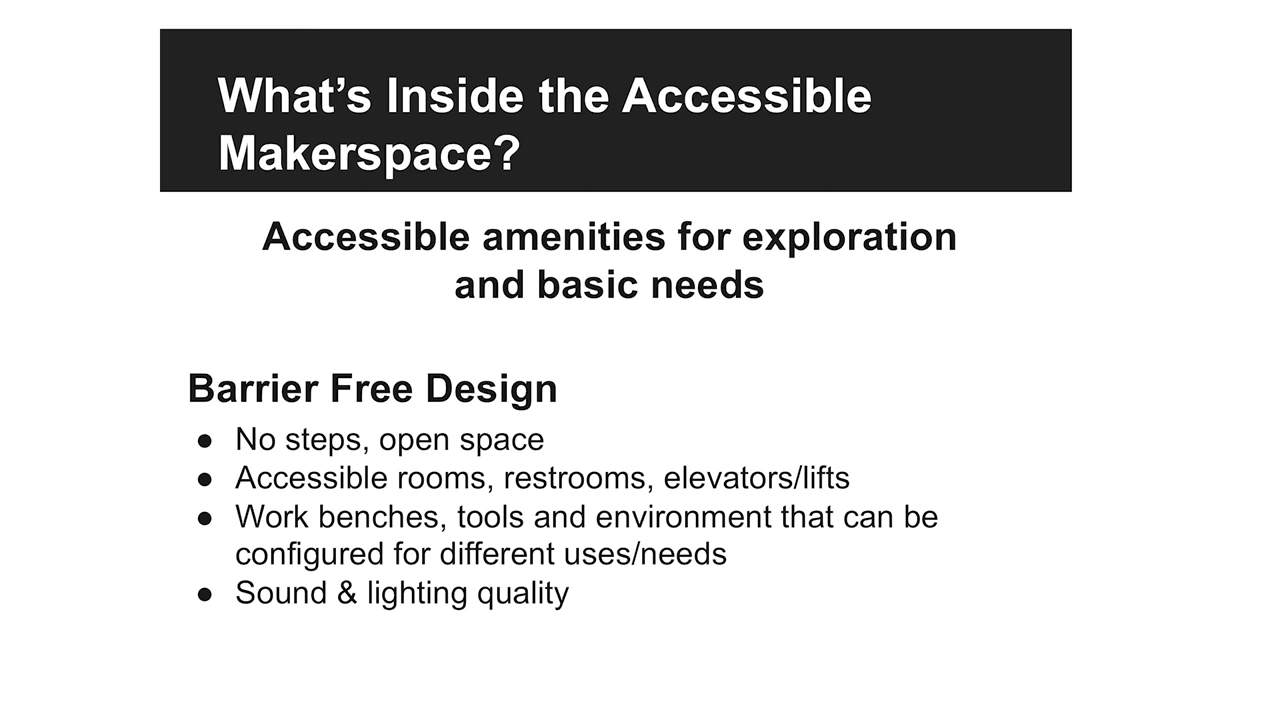 What’s Inside the Accessible
Makerspace?
Accessible amenities for exploration
and basic needs
Barrier Free Design
● No steps, open space
● Accessible rooms, restrooms, elevators/lifts
● Work benches, tools and environment that can be
configured for different uses/needs
● Sound & lighting quality